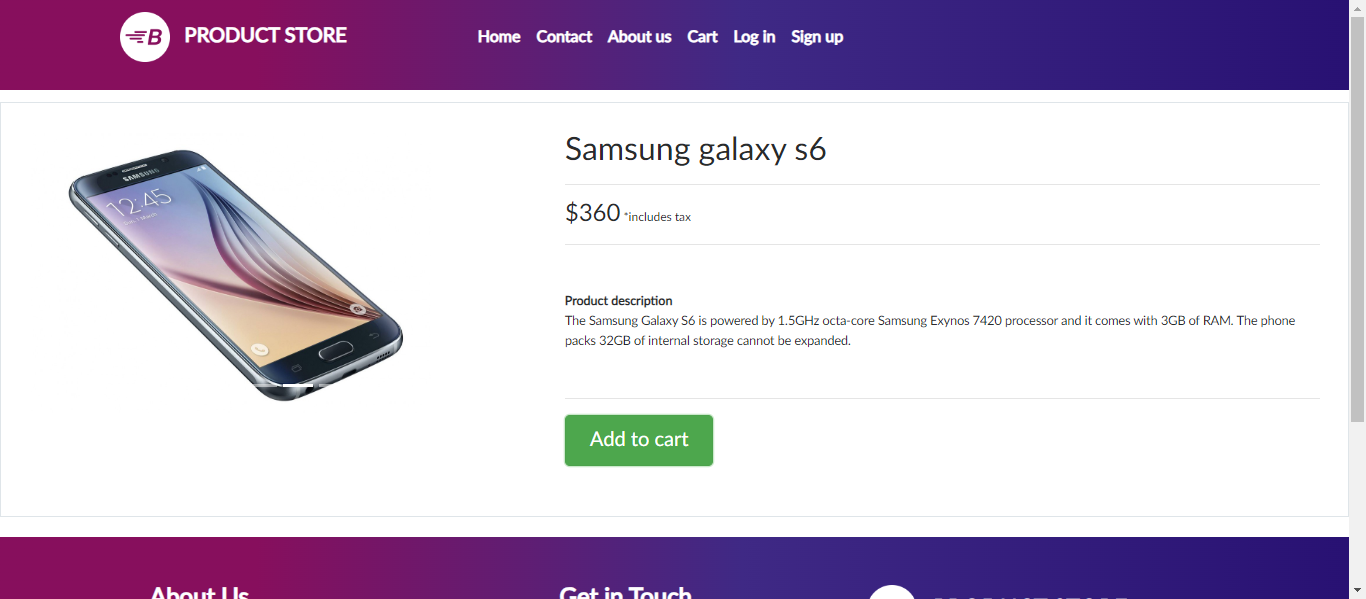 B PRODUCT STORE
Home Contact About us Cart Log in Sign up
SAMSUNG
12:45
Samsung galaxy s6
$360 *includes tax
Product description
The Samsung Galaxy S6 is powered by 1.5GHz octa-core Samsung Exynos 7420 processor and it comes with 3GB of RAM. The phone
packs 32GB of internal storage cannot be expanded.
Add to cart
About Us
Get in Touch
PRODUCT STORE